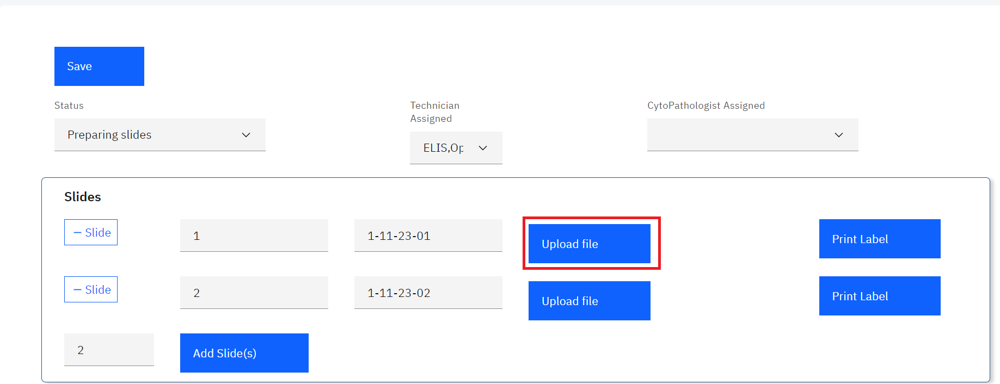 Save
Status
Technician
Assigned
CytoPathologist Assigned
Preparing slides
ELIS,Op
Slides
— Slide
1
1-11-23-01
Upload file
Print Label
— Slide
2
1-11-23-02
Upload file
Print Label
2
Add Slide(s)